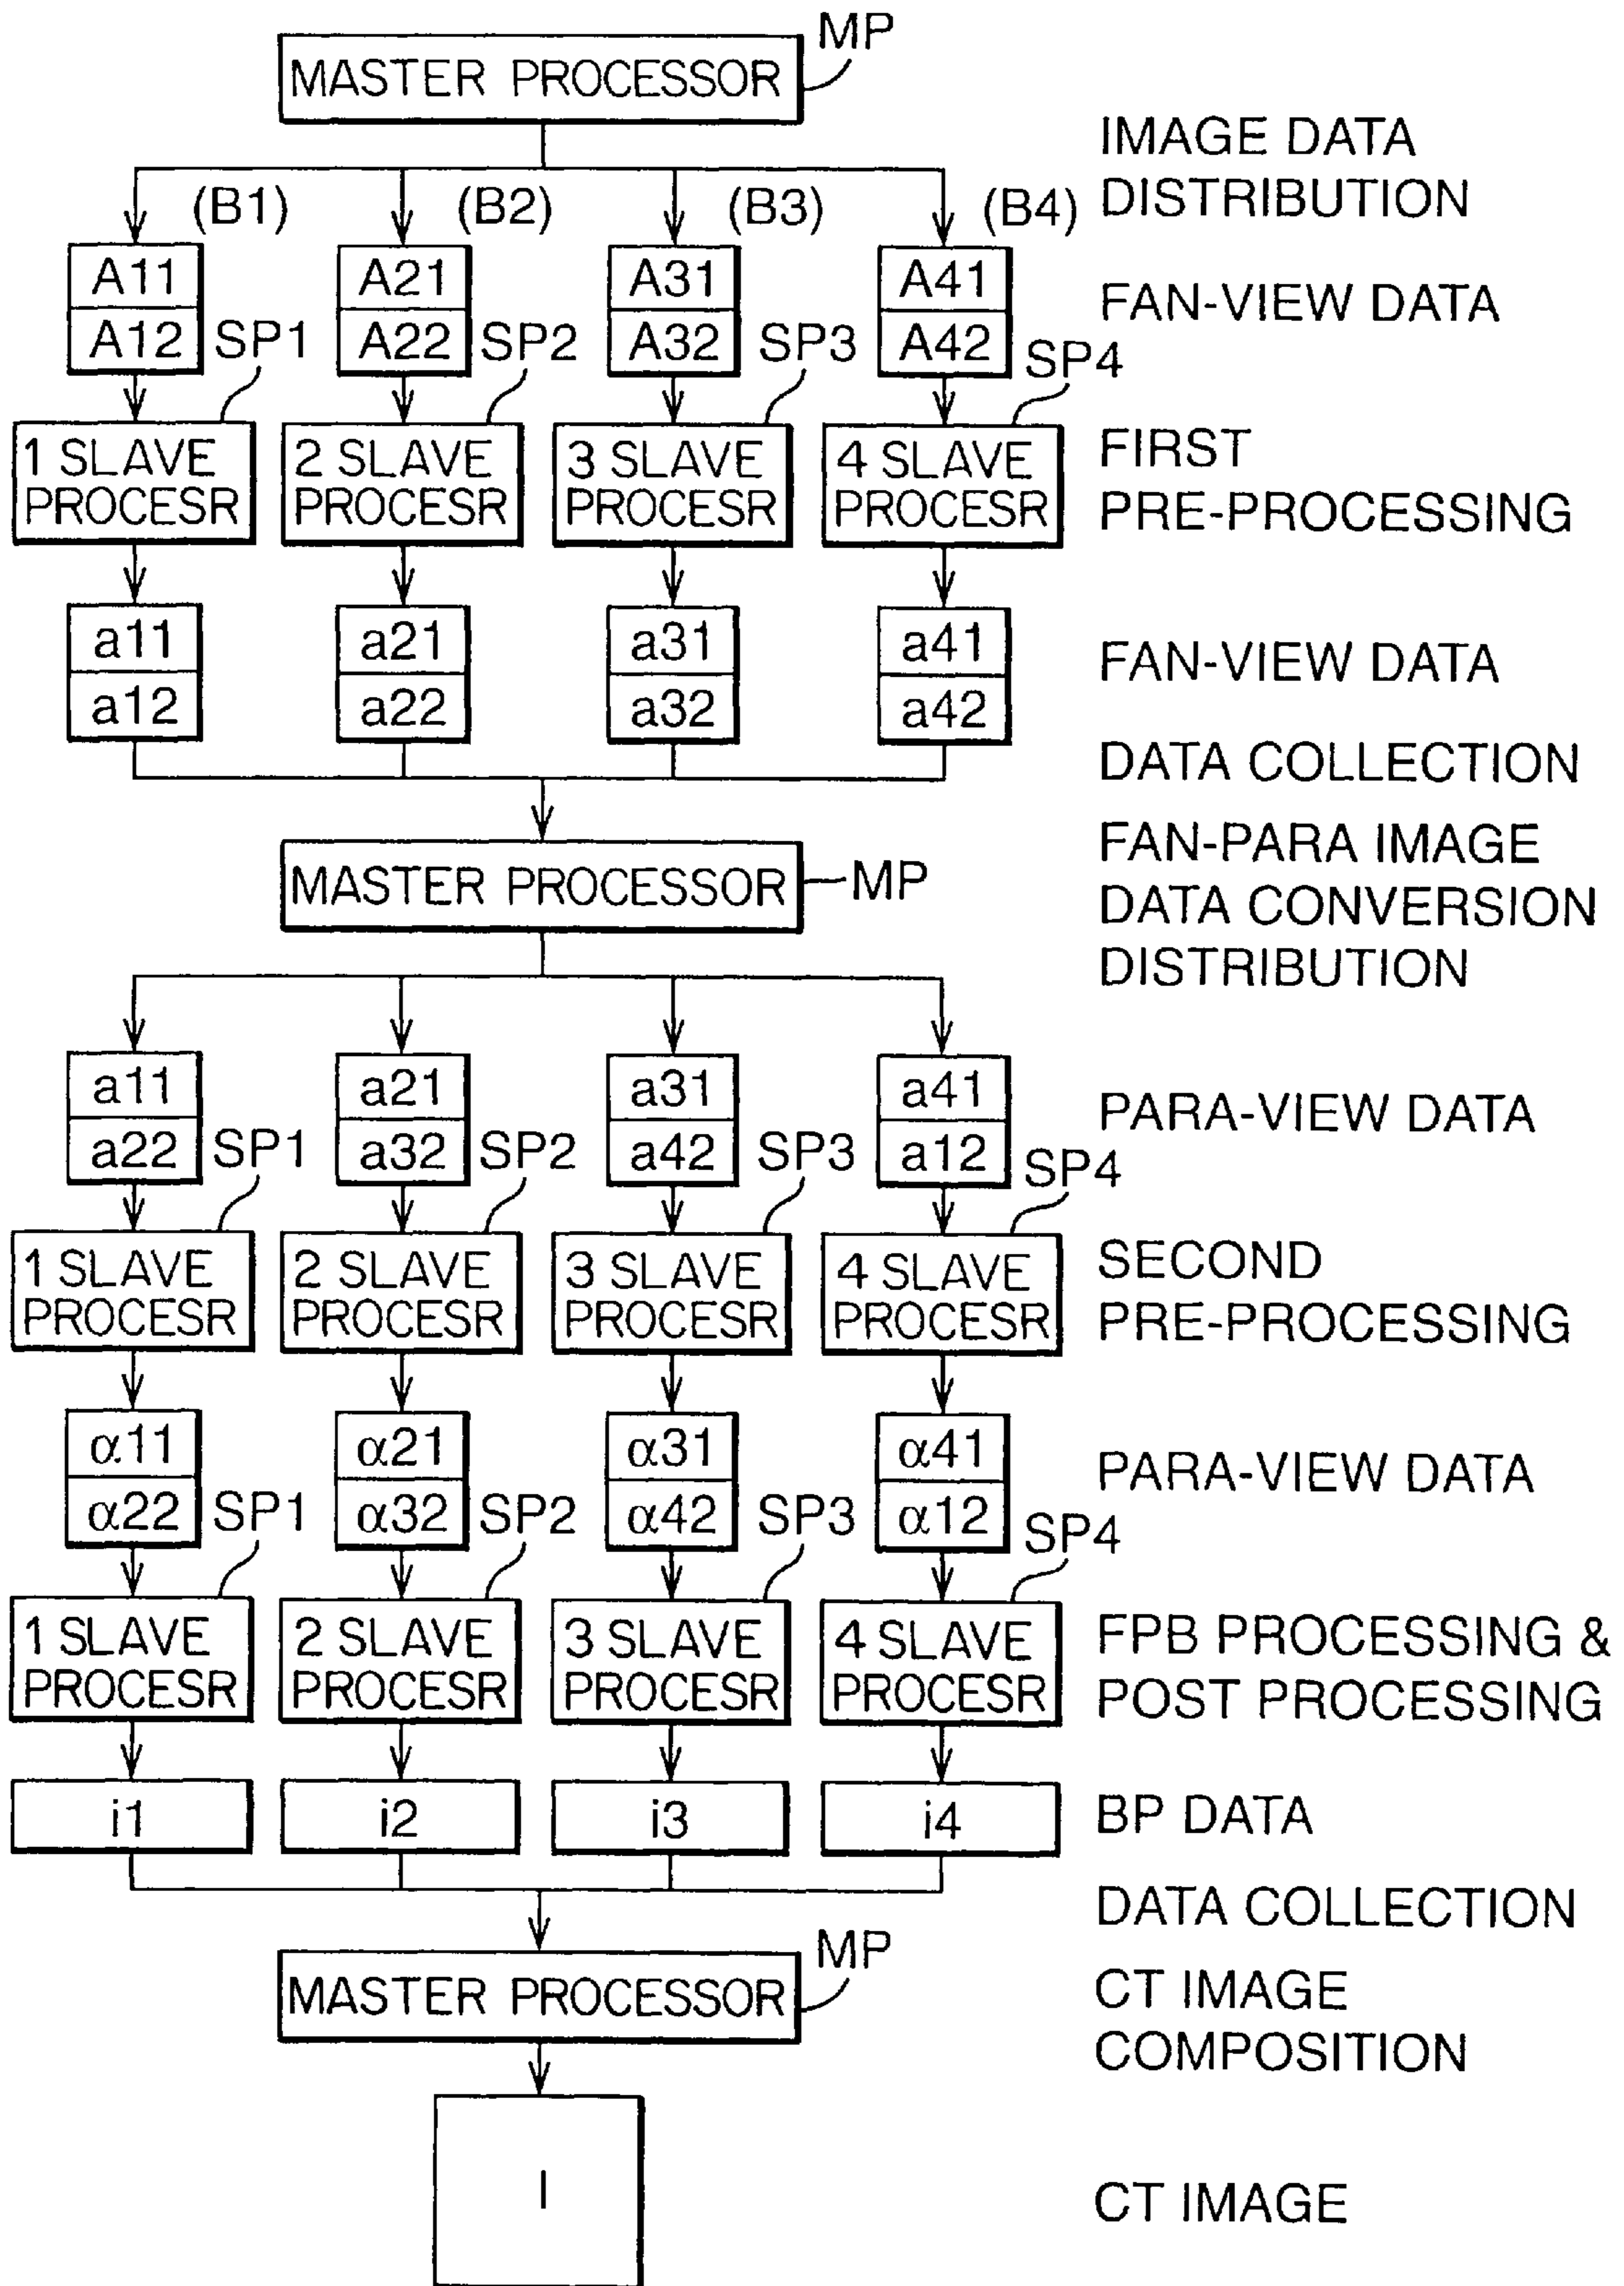 MP
MASTER PROCESSOR
IMAGE DATA
DISTRIBUTION
(B1) (B2) (B3) (B4)
A11 A21 A31 A41
FAN-VIEW DATA
A12 SP1 A22 SP2 A32 SP3 A42 SP4
1 SLAVE 2 SLAVE 3 SLAVE 4 SLAVE FIRST
PROCESR PROCESR PROCESR PROCESR PRE-PROCESSING
a11 a21 a31 a41
FAN-VIEW DATA
a12 a22 a32 a42
DATA COLLECTION
MASTER PROCESSOR MP
FAN-PARA IMAGE
DATA CONVERSION
DISTRIBUTION
a11 a21 a31 a41
PARA-VIEW DATA
a22 SP1 a32 SP2 a42 SP3 a12 SP4
1 SLAVE 2 SLAVE 3 SLAVE 4 SLAVE SECOND
PROCESR PROCESR PROCESR PROCESR PRE-PROCESSING
α11 α21 α31 α41
PARA-VIEW DATA
α22 SP1 α32 SP2 α42 SP3 α12 SP4
1 SLAVE 2 SLAVE 3 SLAVE 4 SLAVE FPB PROCESSING &
PROCESR PROCESR PROCESR PROCESR POST PROCESSING
i1 i2 i3 i4 BP DATA
DATA COLLECTION
MP
MASTER PROCESSOR
CT IMAGE
COMPOSITION
I
CT IMAGE